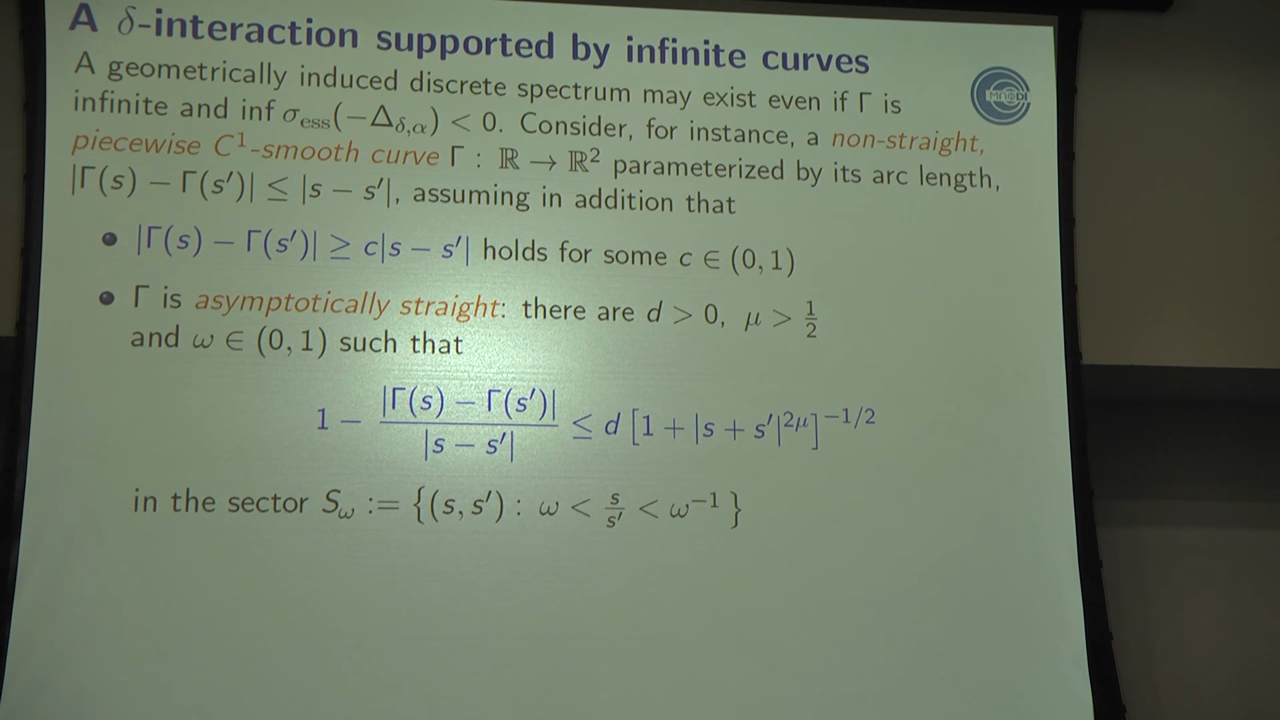 A δ-interaction supported by infinite curves
A geometrically induced discrete spectrum may exist even if Γ is
infinite and inf σ_ess(−Δ_{δ,α}) < 0. Consider, for instance, a non-straight,
piecewise C¹-smooth curve Γ : ℝ → ℝ² parameterized by its arc length,
|Γ(s) − Γ(s′)| ≤ |s − s′|, assuming in addition that
● |Γ(s) − Γ(s′)| ≥ c|s − s′| holds for some c ∈ (0, 1)
● Γ is asymptotically straight: there are d > 0, μ > 1/2
and ω ∈ (0, 1) such that
1 − |Γ(s) − Γ(s′)| / |s − s′| ≤ d [1 + |s + s′|^{2μ}]^{−1/2}
in the sector S_ω := {(s, s′) : ω < s/s′ < ω⁻¹ }